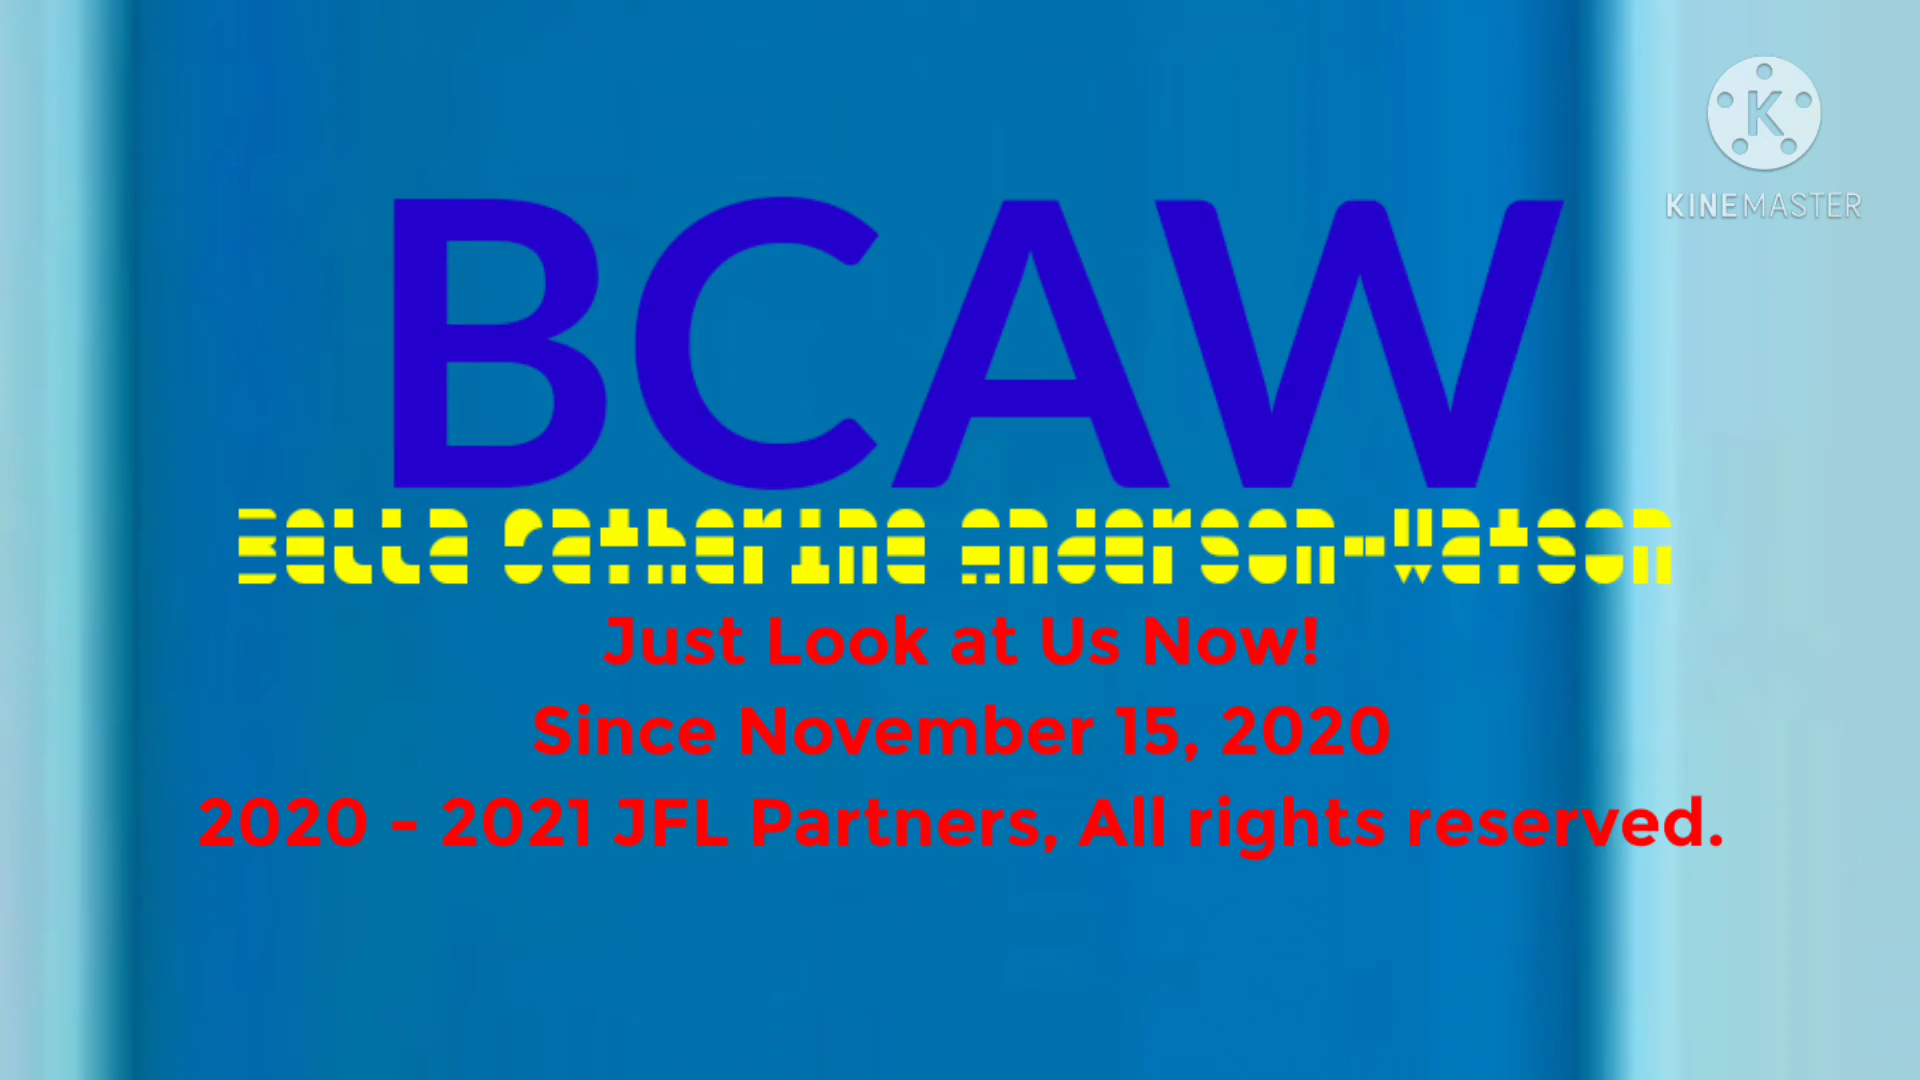 KINEMASTER
BCAW
Bella Catherine Anderson-Watson
Just Look at Us Now!
Since November 15, 2020
2020 - 2021 JFL Partners, All rights reserved.